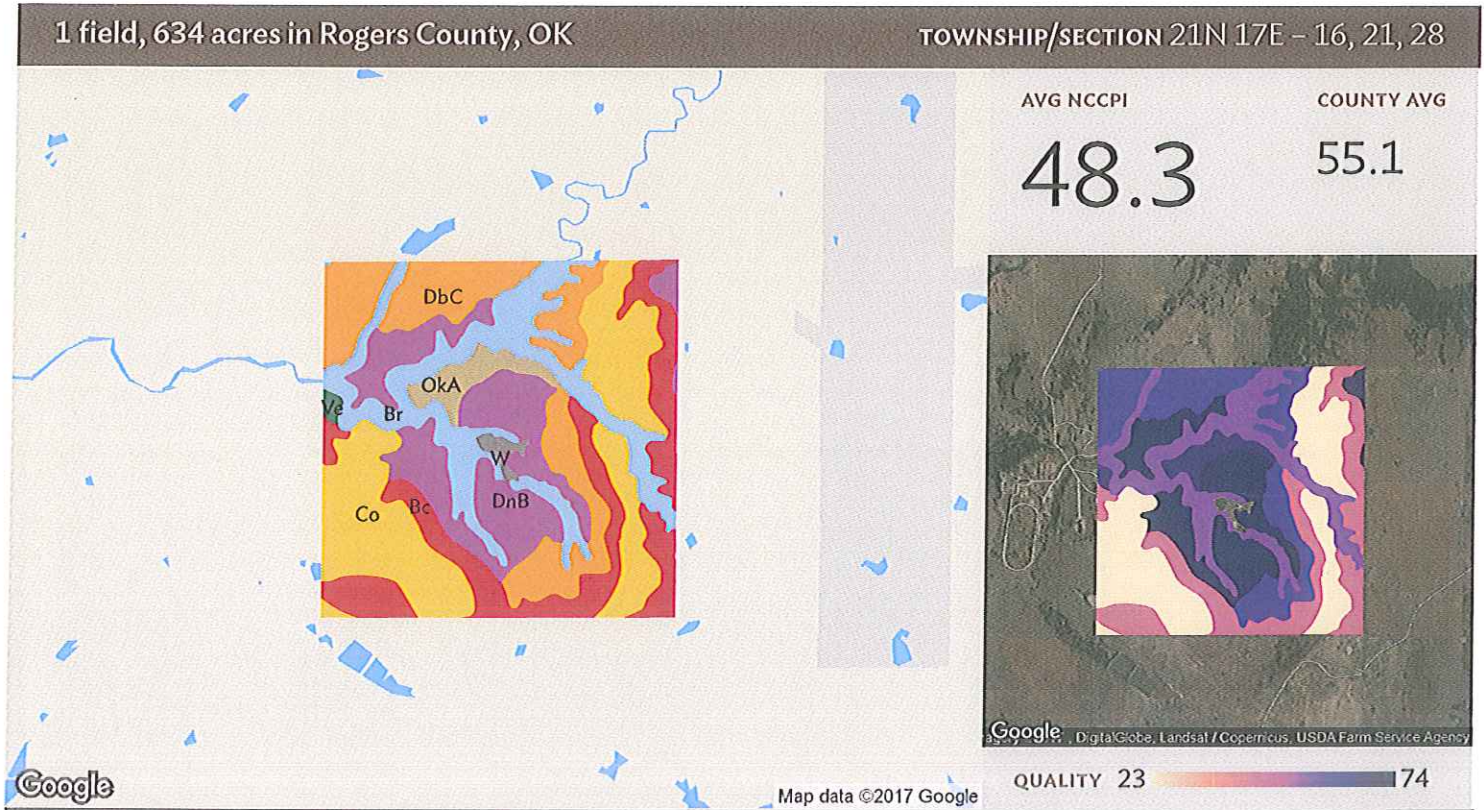 1 field, 634 acres in Rogers County, OK
TOWNSHIP/SECTION 21N 17E – 16, 21, 28
AVG NCCPI
COUNTY AVG
48.3
55.1
DbC
OkA
Ve
Br
W
DnB
Co
Bc
Google
Map data ©2017 Google
Google
, DigitalGlobe, Landsat / Copernicus, USDA Farm Service Agency
QUALITY 23
74